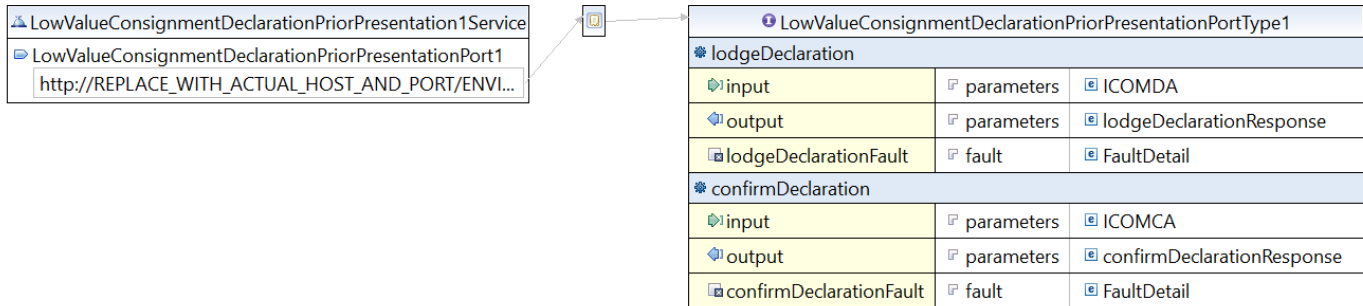 LowValueConsignmentDeclarationPriorPresentation1Service
LowValueConsignmentDeclarationPriorPresentationPort1
http://REPLACE_WITH_ACTUAL_HOST_AND_PORT/ENVI...
LowValueConsignmentDeclarationPriorPresentationPortType1
lodgeDeclaration
input parameters ICOMDA
output parameters lodgeDeclarationResponse
lodgeDeclarationFault fault FaultDetail
confirmDeclaration
input parameters ICOMCA
output parameters confirmDeclarationResponse
confirmDeclarationFault fault FaultDetail